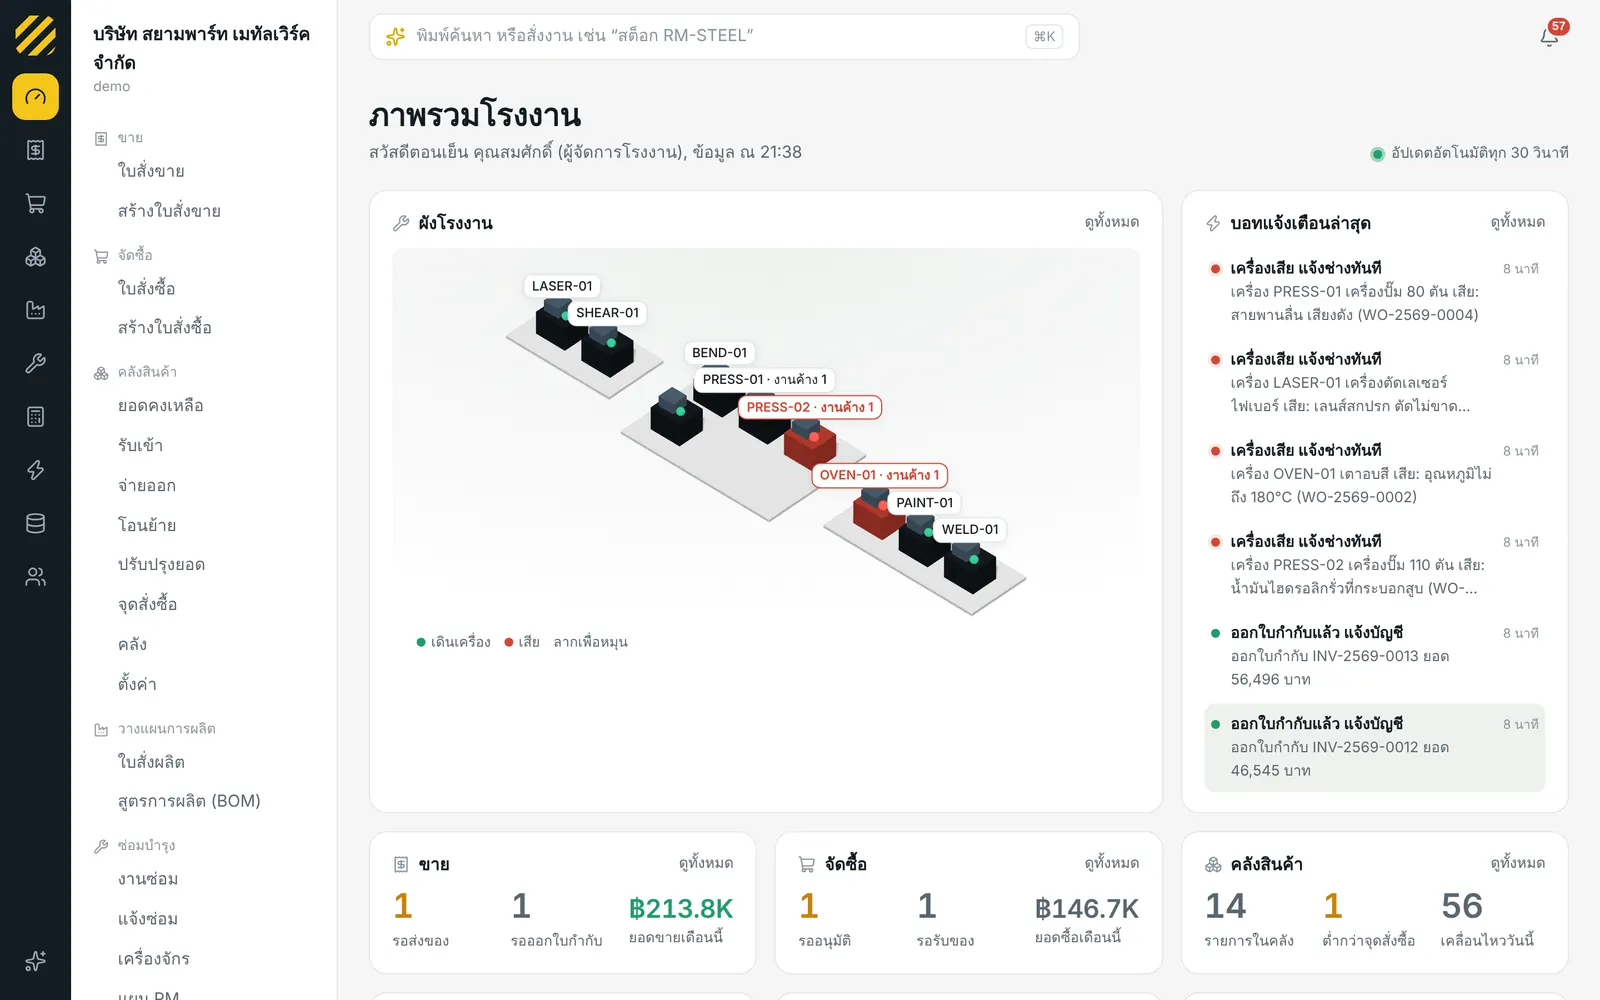 บริษัท สยามพาร์ท เมทัลเวิร์ค
จำกัด
demo
ขาย
ใบสั่งขาย
สร้างใบสั่งขาย
จัดซื้อ
ใบสั่งซื้อ
สร้างใบสั่งซื้อ
คลังสินค้า
ยอดคงเหลือ
รับเข้า
จ่ายออก
โอนย้าย
ปรับปรุงยอด
จุดสั่งซื้อ
คลัง
ตั้งค่า
วางแผนการผลิต
ใบสั่งผลิต
สูตรการผลิต (BOM)
ซ่อมบำรุง
งานซ่อม
แจ้งซ่อม
เครื่องจักร
แผน PM
พิมพ์ค้นหา หรือสั่งงาน เช่น “สต็อก RM-STEEL” ⌘K
57
ภาพรวมโรงงาน
สวัสดีตอนเย็น คุณสมศักดิ์ (ผู้จัดการโรงงาน), ข้อมูล ณ 21:38
อัปเดตอัตโนมัติทุก 30 วินาที
ผังโรงงาน ดูทั้งหมด
LASER-01
SHEAR-01
BEND-01
PRESS-01 · งานค้าง 1
PRESS-02 · งานค้าง 1
OVEN-01 · งานค้าง 1
PAINT-01
WELD-01
เดินเครื่อง เสีย ลากเพื่อหมุน
บอทแจ้งเตือนล่าสุด ดูทั้งหมด
เครื่องเสีย แจ้งช่างทันที 8 นาที
เครื่อง PRESS-01 เครื่องปั๊ม 80 ตัน เสีย:
สายพานลื่น เสียงดัง (WO-2569-0004)
เครื่องเสีย แจ้งช่างทันที 8 นาที
เครื่อง LASER-01 เครื่องตัดเลเซอร์
ไฟเบอร์ เสีย: เลนส์สกปรก ตัดไม่ขาด...
เครื่องเสีย แจ้งช่างทันที 8 นาที
เครื่อง OVEN-01 เตาอบสี เสีย: อุณหภูมิไม่
ถึง 180°C (WO-2569-0002)
เครื่องเสีย แจ้งช่างทันที 8 นาที
เครื่อง PRESS-02 เครื่องปั๊ม 110 ตัน เสีย:
น้ำมันไฮดรอลิกรั่วที่กระบอกสูบ (WO-...
ออกใบกำกับแล้ว แจ้งบัญชี 8 นาที
ออกใบกำกับ INV-2569-0013 ยอด
56,496 บาท
ออกใบกำกับแล้ว แจ้งบัญชี 8 นาที
ออกใบกำกับ INV-2569-0012 ยอด
46,545 บาท
ขาย ดูทั้งหมด
1 1 ฿213.8K
รอส่งของ รอออกใบกำกับ ยอดขายเดือนนี้
จัดซื้อ ดูทั้งหมด
1 1 ฿146.7K
รออนุมัติ รอรับของ ยอดซื้อเดือนนี้
คลังสินค้า ดูทั้งหมด
14 1 56
รายการในคลัง ต่ำกว่าจุดสั่งซื้อ เคลื่อนไหววันนี้